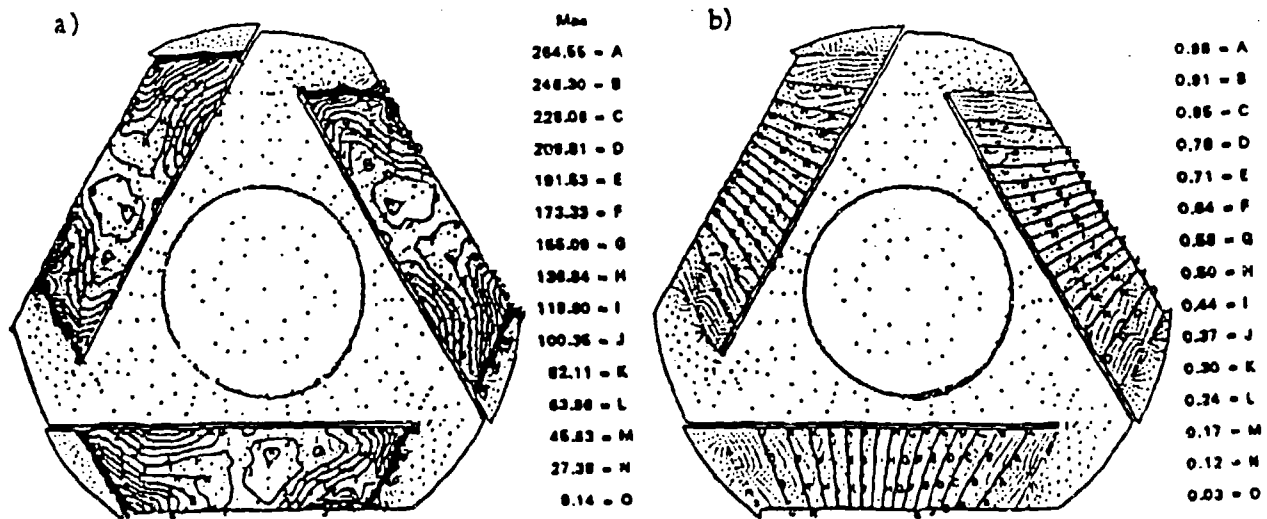 a)
264.55 = A
246.30 = B
228.06 = C
209.81 = D
191.53 = E
173.33 = F
155.09 = G
136.84 = H
118.60 = I
100.35 = J
82.11 = K
63.86 = L
45.63 = M
27.38 = N
9.14 = O
b)
0.98 = A
0.91 = B
0.85 = C
0.78 = D
0.71 = E
0.64 = F
0.58 = G
0.50 = H
0.44 = I
0.37 = J
0.30 = K
0.24 = L
0.17 = M
0.12 = N
0.03 = O